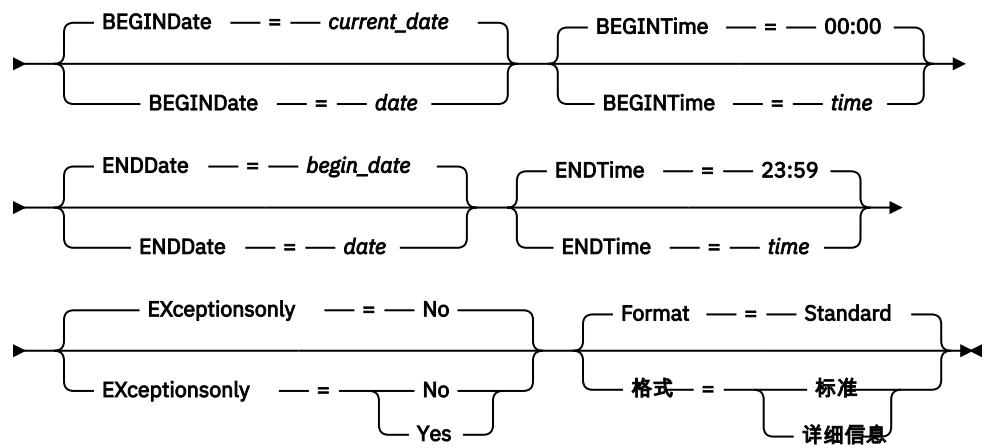 BEGINDate = current_date
BEGINDate = date
BEGINTime = 00:00
BEGINTime = time
ENDDate = begin_date
ENDDate = date
ENDTime = 23:59
ENDTime = time
EXceptionsonly = No
EXceptionsonly = No
Yes
Format = Standard
格式 = 标准
详细信息